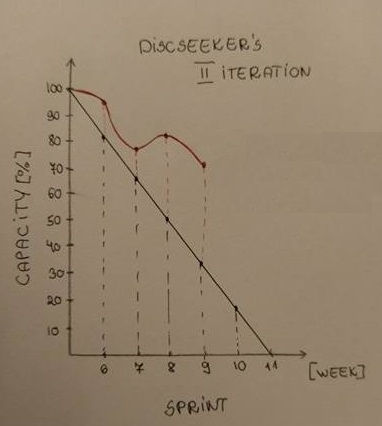 DISCSEEKER'S
II ITERATION
100
90
80
70
60
50
40
30
20
10
CAPACITY [%]
6 7 8 9 10 11
[WEEK]
SPRINT